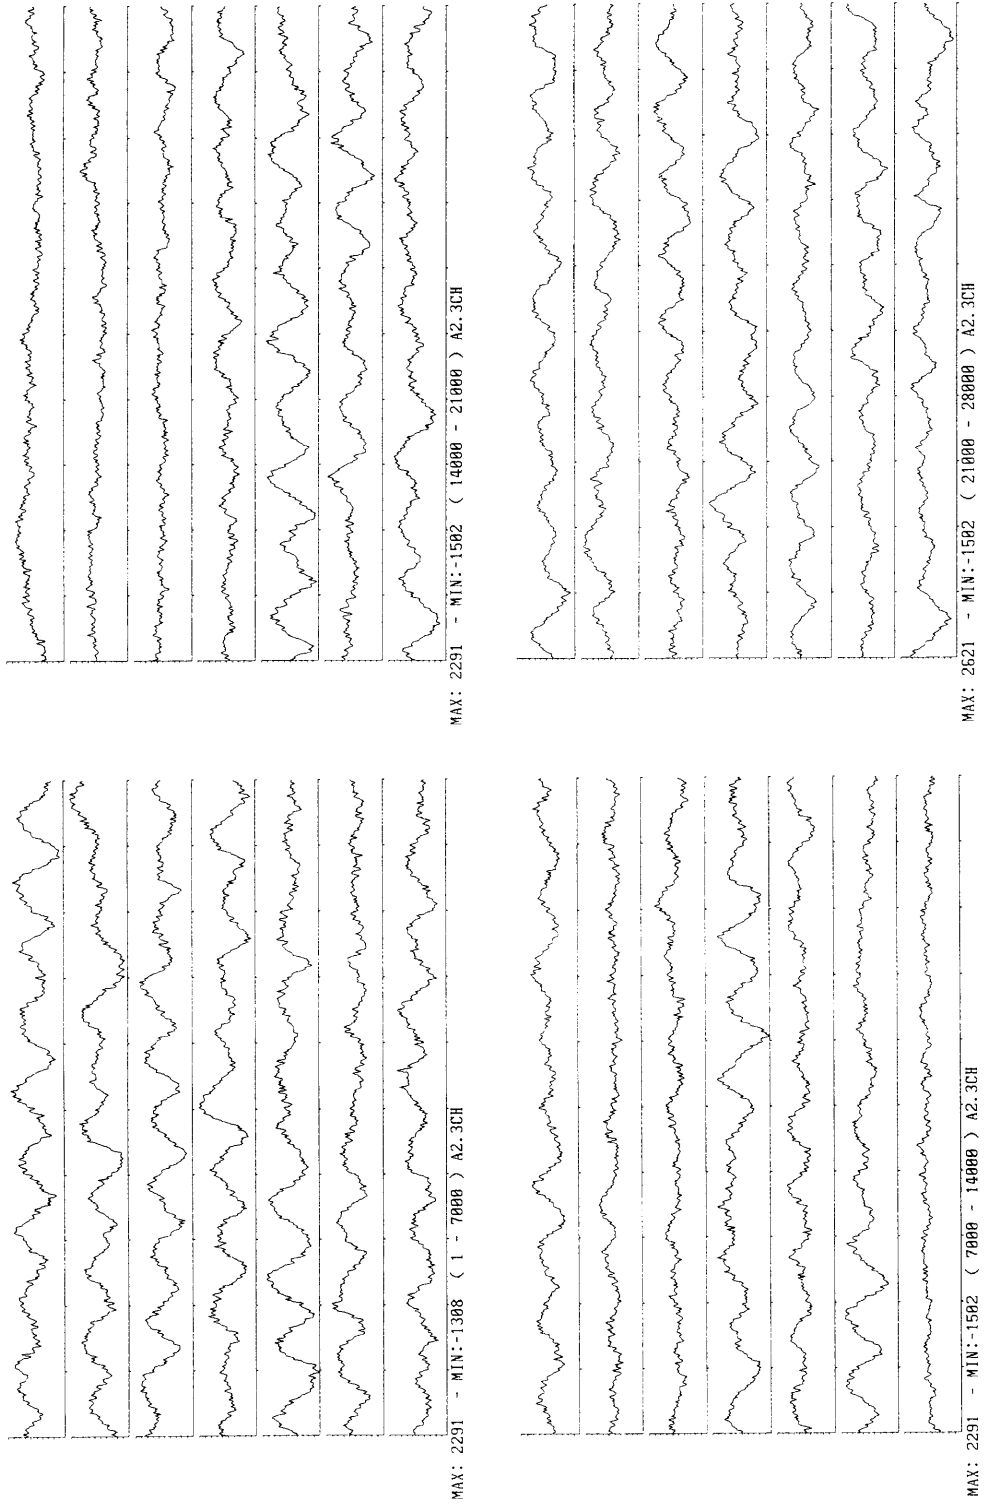 MAX: 2291 - MIN:-1308 ( 1 - 7000 ) A2.3CH
MAX: 2291 - MIN:-1502 ( 7000 - 14000 ) A2.3CH
MAX: 2291 - MIN:-1502 ( 14000 - 21000 ) A2.3CH
MAX: 2621 - MIN:-1502 ( 21000 - 28000 ) A2.3CH